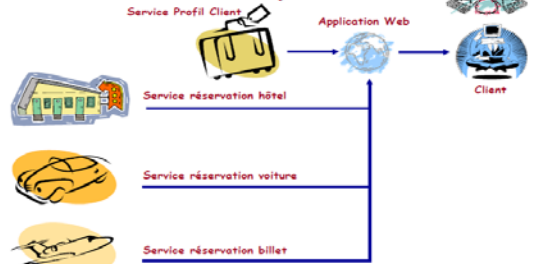 Service Profil Client
Application Web
Client
Service réservation hôtel
Service réservation voiture
Service réservation billet